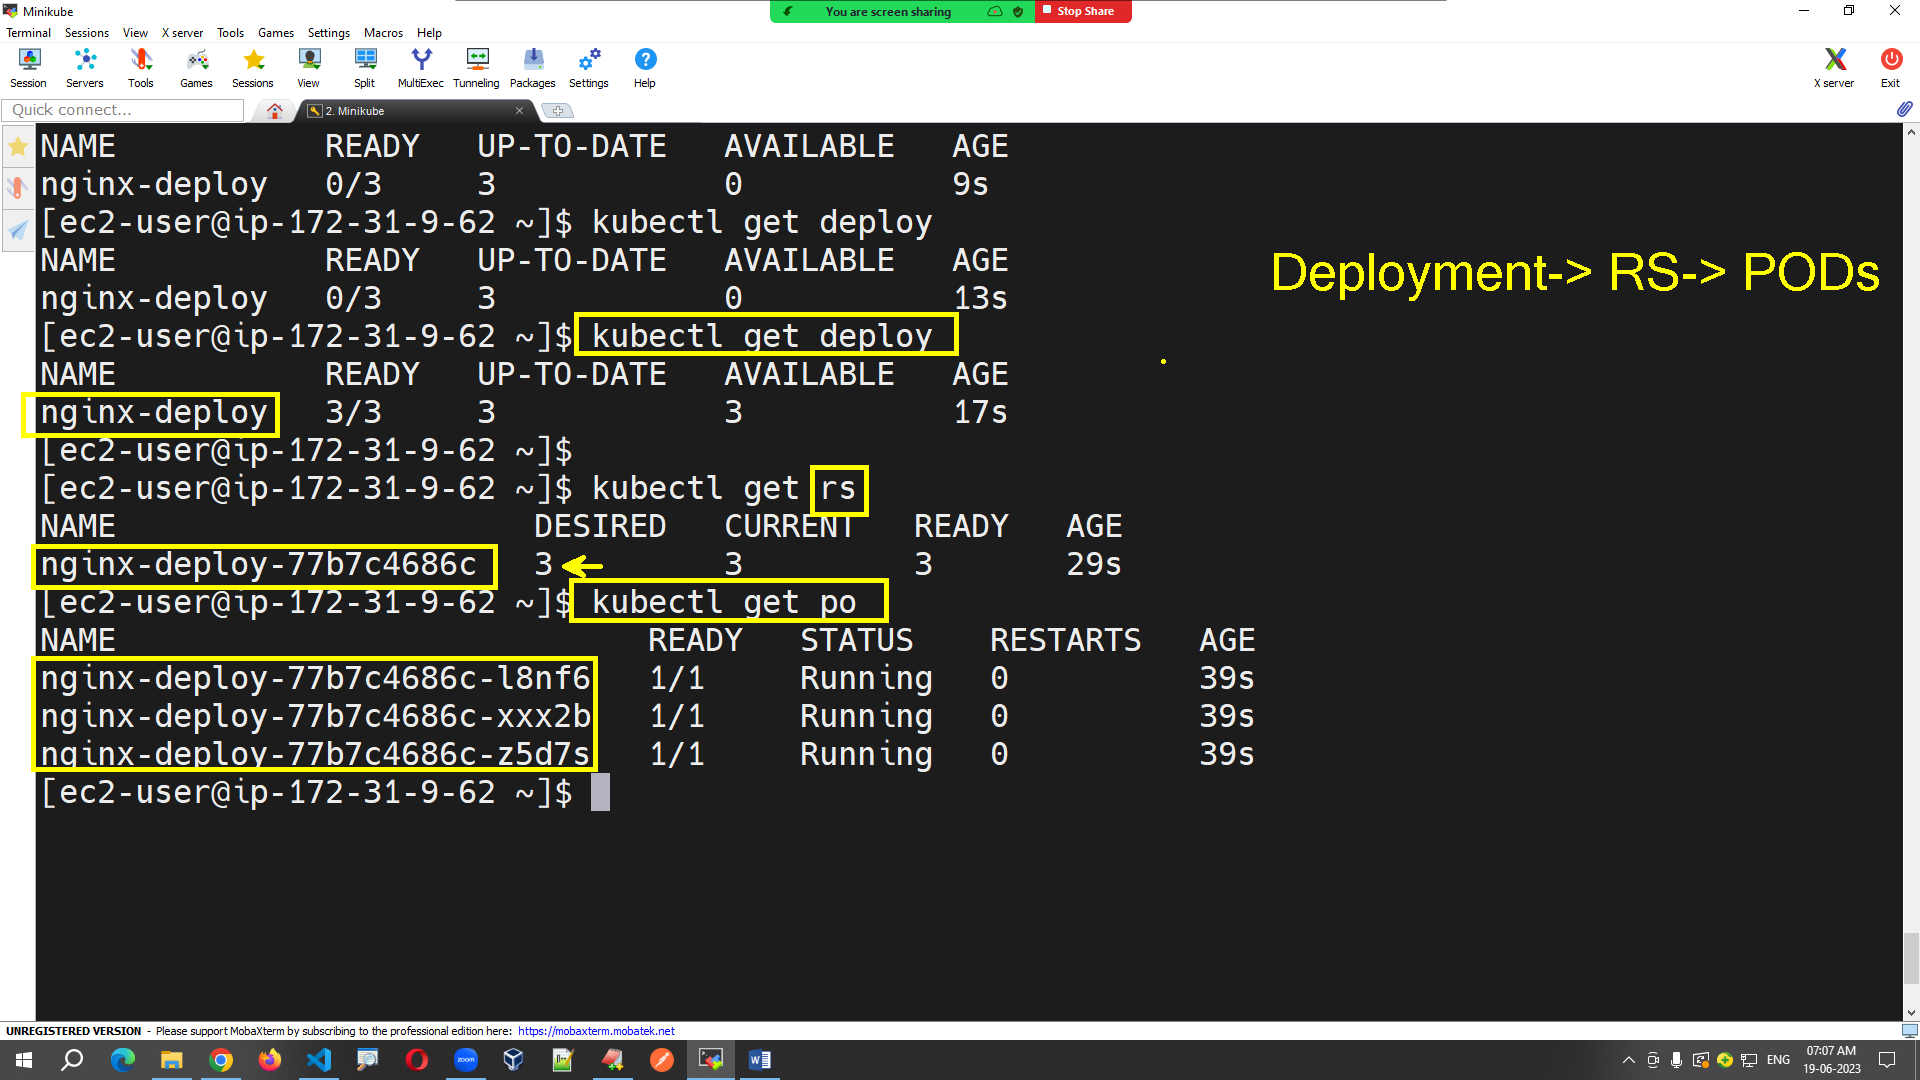 Minikube
You are screen sharing
Stop Share
Terminal Sessions View X server Tools Games Settings Macros Help
Session Servers Tools Games Sessions View Split MultiExec Tunneling Packages Settings Help X server Exit
Quick connect...
2. Minikube
NAME READY UP-TO-DATE AVAILABLE AGE
nginx-deploy 0/3 3 0 9s
[ec2-user@ip-172-31-9-62 ~]$ kubectl get deploy
NAME READY UP-TO-DATE AVAILABLE AGE
Deployment-> RS-> PODs
nginx-deploy 0/3 3 0 13s
[ec2-user@ip-172-31-9-62 ~]$ kubectl get deploy
NAME READY UP-TO-DATE AVAILABLE AGE
nginx-deploy 3/3 3 3 17s
[ec2-user@ip-172-31-9-62 ~]$
[ec2-user@ip-172-31-9-62 ~]$ kubectl get rs
NAME DESIRED CURRENT READY AGE
nginx-deploy-77b7c4686c 3 3 3 29s
[ec2-user@ip-172-31-9-62 ~]$ kubectl get po
NAME READY STATUS RESTARTS AGE
nginx-deploy-77b7c4686c-l8nf6 1/1 Running 0 39s
nginx-deploy-77b7c4686c-xxx2b 1/1 Running 0 39s
nginx-deploy-77b7c4686c-z5d7s 1/1 Running 0 39s
[ec2-user@ip-172-31-9-62 ~]$
UNREGISTERED VERSION - Please support MobaXterm by subscribing to the professional edition here: https://mobaxterm.mobatek.net
zoom
ENG
07:07 AM
19-06-2023